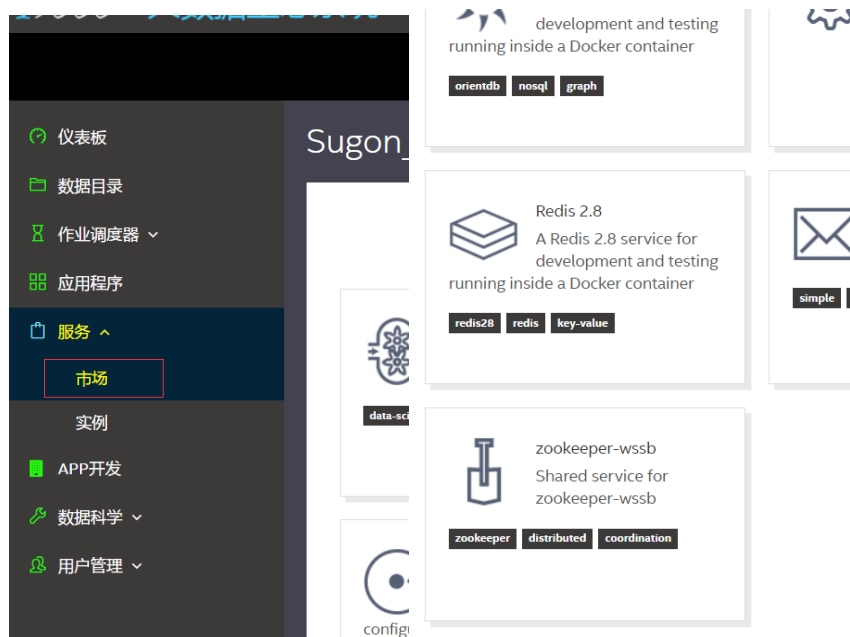 仪表板
数据目录
作业调度器
应用程序
服务
市场
实例
APP开发
数据科学
用户管理
Sugon_
data-sci
configu
development and testing
running inside a Docker container
orientdb nosql graph
Redis 2.8
A Redis 2.8 service for
development and testing
running inside a Docker container
redis28 redis key-value
simple
zookeeper-wssb
Shared service for
zookeeper-wssb
zookeeper distributed coordination